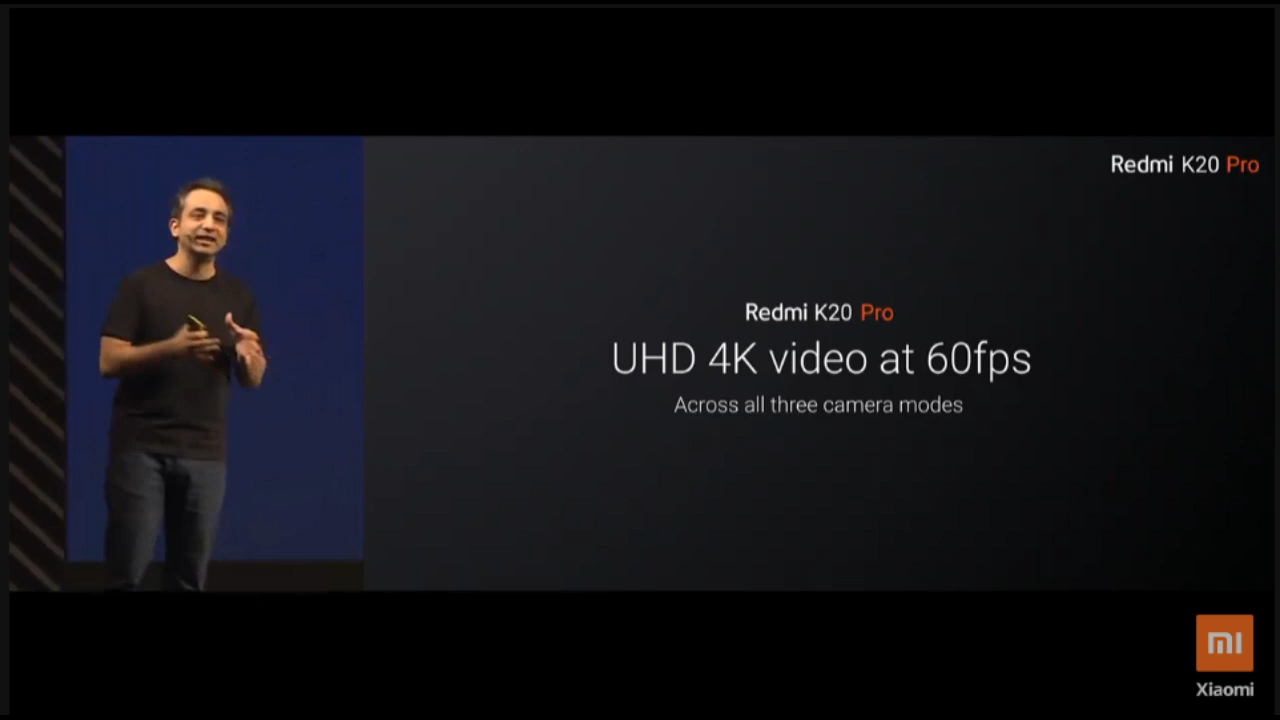 Redmi K20 Pro
Redmi K20 Pro
UHD 4K video at 60fps
Across all three camera modes
mi
Xiaomi